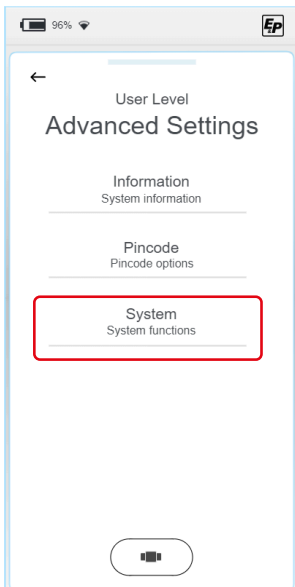 96%
EP
User Level
Advanced Settings
Information
System information
Pincode
Pincode options
System
System functions